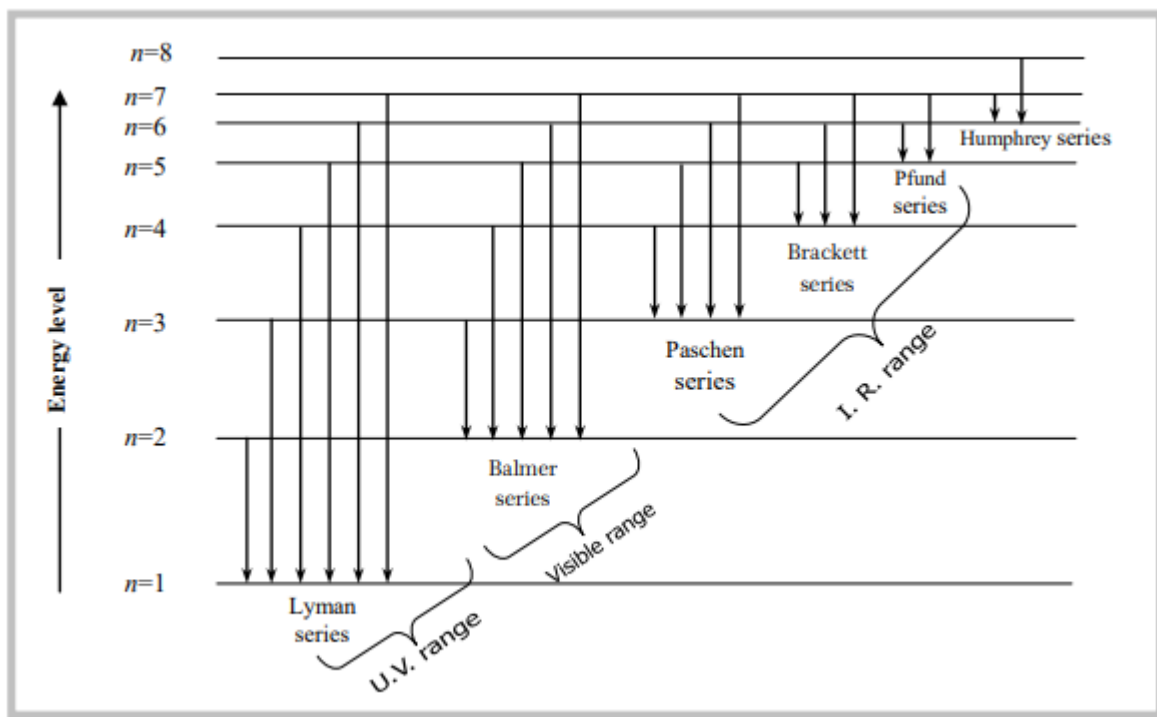 n=8
n=7
n=6
Humphrey series
n=5
Pfund
series
n=4
Brackett
series
n=3
Paschen
series
I. R. range
Energy level
n=2
Balmer
series
Visible range
n=1
Lyman
series
U.V. range